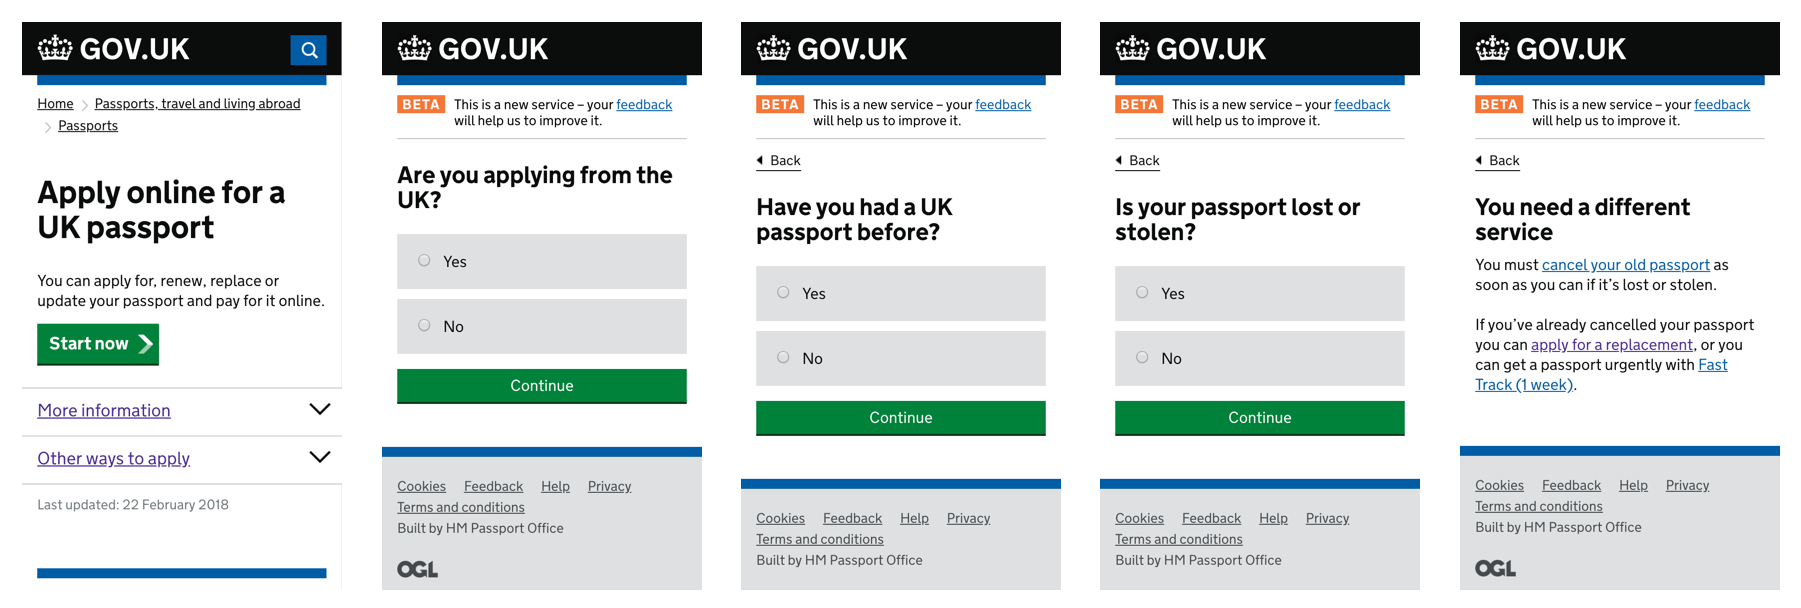 GOV.UK
Home
Passports, travel and living abroad
Passports
Apply online for a
UK passport
You can apply for, renew, replace or
update your passport and pay for it online.
Start now
More information
Other ways to apply
Last updated: 22 February 2018
GOV.UK
BETA This is a new service – your feedback
will help us to improve it.
Are you applying from the
UK?
Yes
No
Continue
Cookies Feedback Help Privacy
Terms and conditions
Built by HM Passport Office
OGL
GOV.UK
BETA This is a new service – your feedback
will help us to improve it.
Back
Have you had a UK
passport before?
Yes
No
Continue
Cookies Feedback Help Privacy
Terms and conditions
Built by HM Passport Office
GOV.UK
BETA This is a new service – your feedback
will help us to improve it.
Back
Is your passport lost or
stolen?
Yes
No
Continue
Cookies Feedback Help Privacy
Terms and conditions
Built by HM Passport Office
GOV.UK
BETA This is a new service – your feedback
will help us to improve it.
Back
You need a different
service
You must cancel your old passport as
soon as you can if it’s lost or stolen.
If you’ve already cancelled your passport
you can apply for a replacement, or you
can get a passport urgently with Fast
Track (1 week).
Cookies Feedback Help Privacy
Terms and conditions
Built by HM Passport Office
OGL